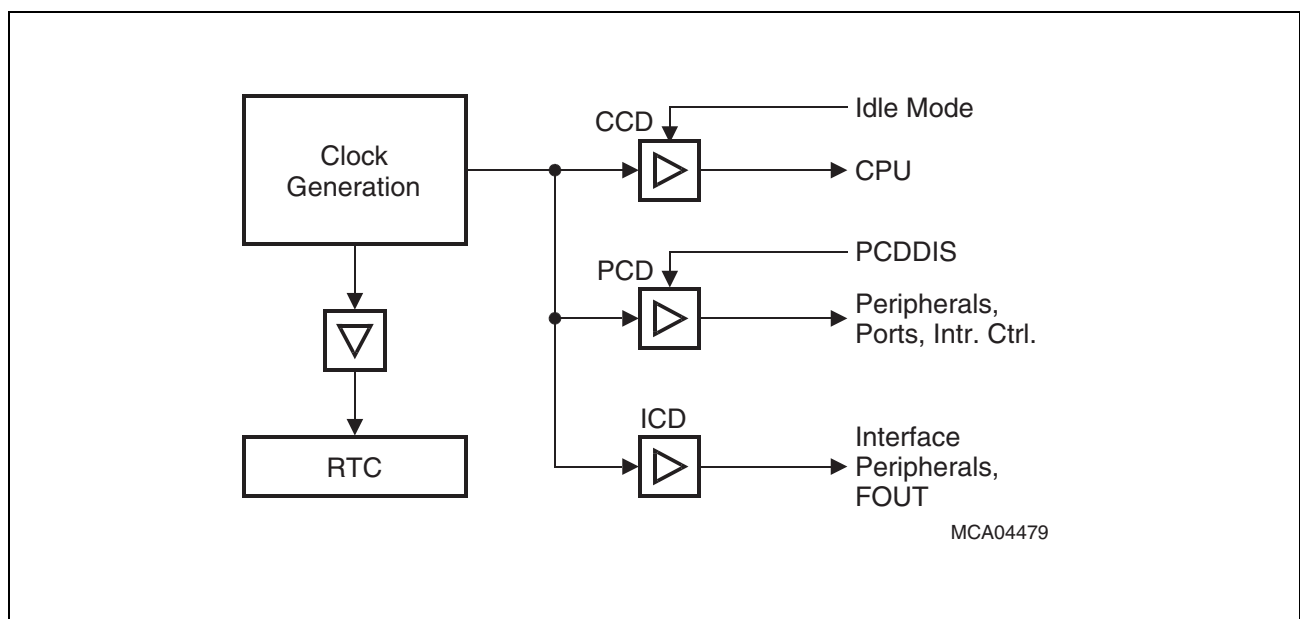 Clock
Generation
RTC
CCD
Idle Mode
CPU
PCD
PCDDIS
Peripherals,
Ports, Intr. Ctrl.
ICD
Interface
Peripherals,
FOUT
MCA04479